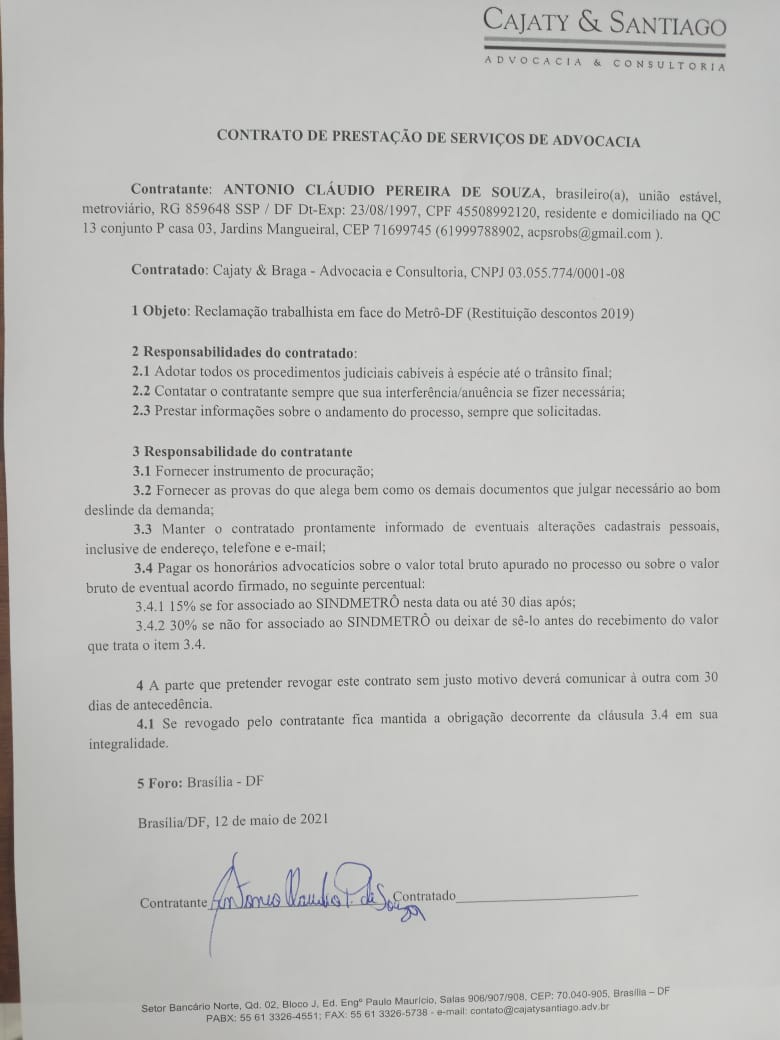 CAJATY & SANTIAGO
ADVOCACIA & CONSULTORIA
CONTRATO DE PRESTAÇÃO DE SERVIÇOS DE ADVOCACIA
Contratante: ANTONIO CLÁUDIO PEREIRA DE SOUZA, brasileiro(a), união estável,
metroviário, RG 859648 SSP / DF Dt-Exp: 23/08/1997, CPF 45508992120, residente e domiciliado na QC
13 conjunto P casa 03, Jardins Mangueiral, CEP 71699745 (61999788902, acpsrobs@gmail.com ).
Contratado: Cajaty & Braga - Advocacia e Consultoria, CNPJ 03.055.774/0001-08
1 Objeto: Reclamação trabalhista em face do Metrô-DF (Restituição descontos 2019)
2 Responsabilidades do contratado:
2.1 Adotar todos os procedimentos judiciais cabiveis à espécie até o trânsito final;
2.2 Contatar o contratante sempre que sua interferência/anuência se fizer necessária;
2.3 Prestar informações sobre o andamento do processo, sempre que solicitadas.
3 Responsabilidade do contratante
3.1 Fornecer instrumento de procuração;
3.2 Fornecer as provas do que alega bem como os demais documentos que julgar necessário ao bom
deslinde da demanda;
3.3 Manter o contratado prontamente informado de eventuais alterações cadastrais pessoais,
inclusive de endereço, telefone e e-mail;
3.4 Pagar os honorários advocatícios sobre o valor total bruto apurado no processo ou sobre o valor
bruto de eventual acordo firmado, no seguinte percentual:
3.4.1 15% se for associado ao SINDMETRÔ nesta data ou até 30 dias após;
3.4.2 30% se não for associado ao SINDMETRÔ ou deixar de sê-lo antes do recebimento do valor
que trata o item 3.4.
4 A parte que pretender revogar este contrato sem justo motivo deverá comunicar à outra com 30
dias de antecedência.
4.1 Se revogado pelo contratante fica mantida a obrigação decorrente da cláusula 3.4 em sua
integralidade.
5 Foro: Brasília - DF
Brasília/DF, 12 de maio de 2021
Contratante Antonio Claudio P. de Souza Contratado
Setor Bancário Norte, Qd. 02, Bloco J, Ed. Engº Paulo Maurício, Salas 906/907/908, CEP: 70.040-905, Brasília – DF
PABX: 55 61 3326-4551; FAX: 55 61 3326-5738 - e-mail: contato@cajatysantiago.adv.br